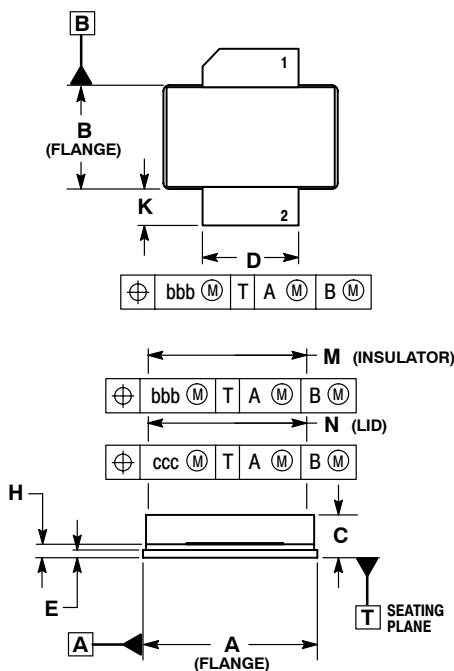 B
1
B
(FLANGE)
K
2
D
⌖ bbb Ⓜ T A Ⓜ B Ⓜ
M (INSULATOR)
⌖ bbb Ⓜ T A Ⓜ B Ⓜ
N (LID)
⌖ ccc Ⓜ T A Ⓜ B Ⓜ
H
C
E
T SEATING
PLANE
A
A
(FLANGE)